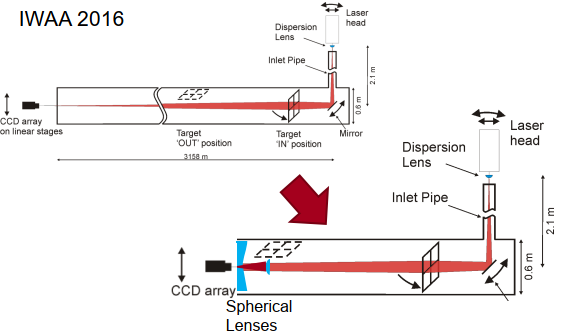 IWAA 2016
Laser
head
Dispersion
Lens
Inlet Pipe
2.1 m
0.6 m
CCD array
on linear stages
Target
'OUT' position
Target
'IN' position
Mirror
3158 m
Laser
head
Dispersion
Lens
Inlet Pipe
2.1 m
0.6 m
CCD array
Spherical
Lenses